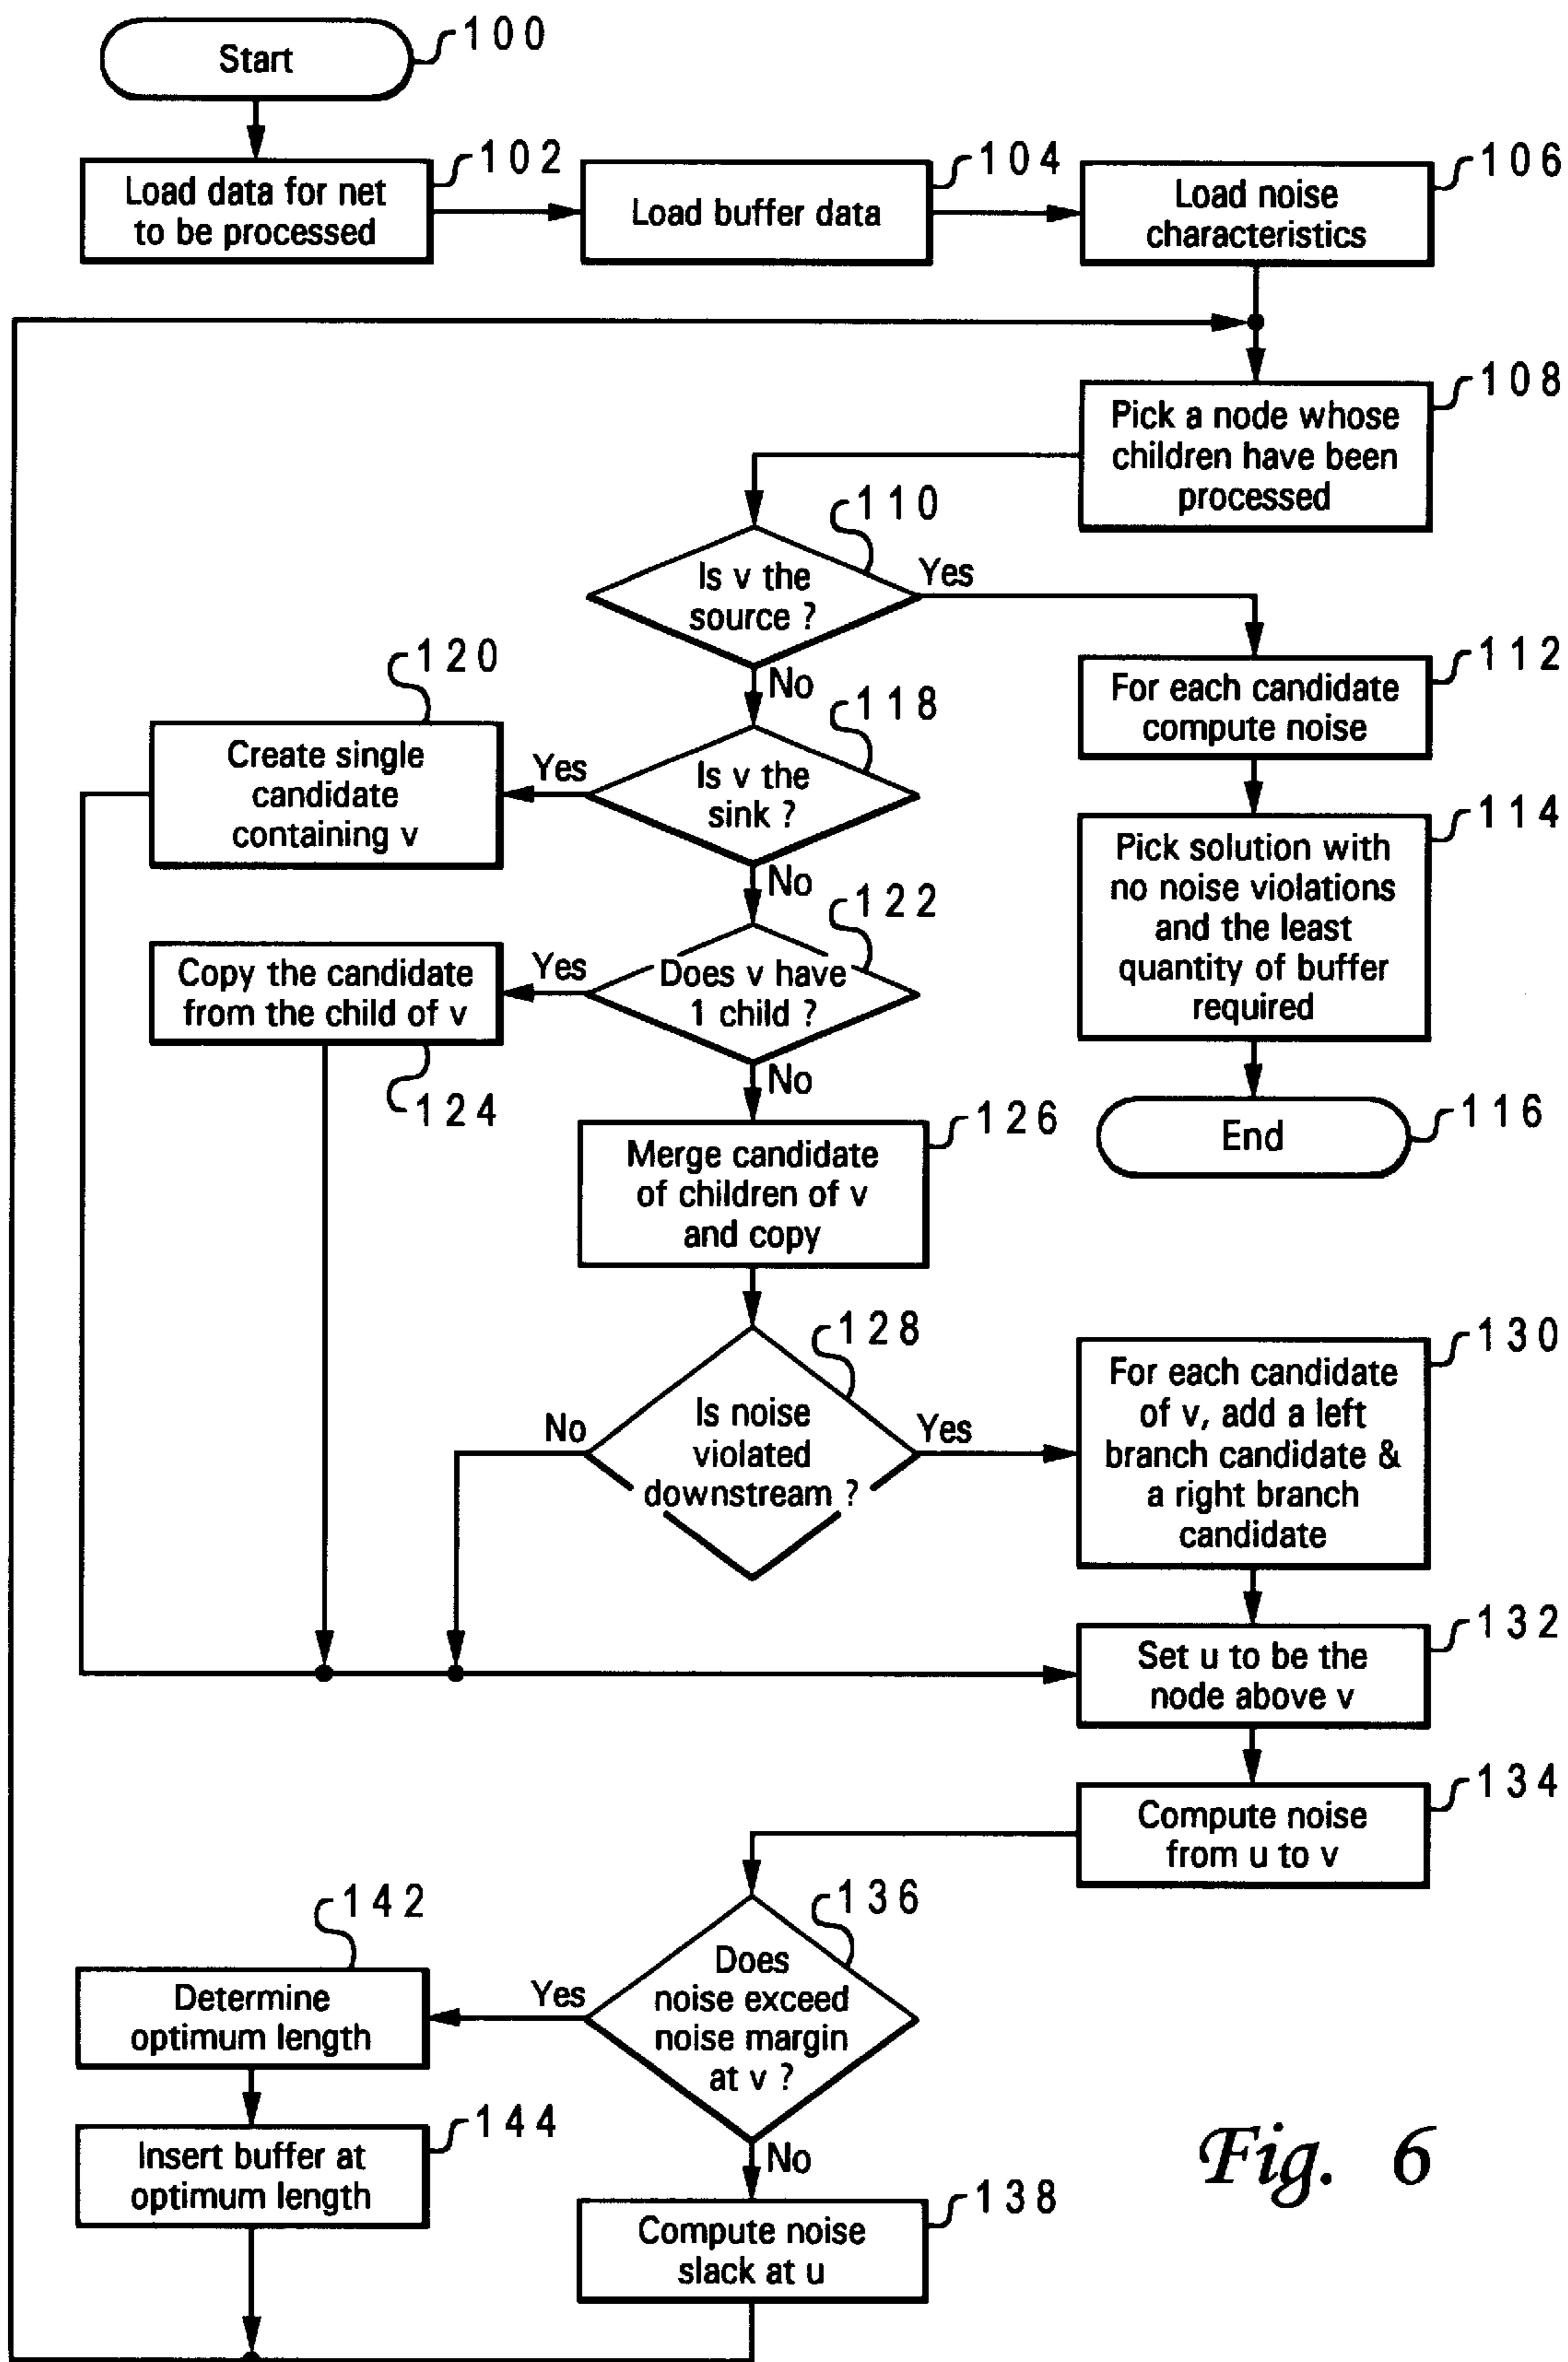 Start
100
Load data for net
to be processed
102
Load buffer data
104
Load noise
characteristics
106
Pick a node whose
children have been
processed
108
Is v the
source ?
110
Yes
No
For each candidate
compute noise
112
Pick solution with
no noise violations
and the least
quantity of buffer
required
114
End
116
Is v the
sink ?
118
Yes
No
Create single
candidate
containing v
120
Does v have
1 child ?
122
Yes
No
Copy the candidate
from the child of v
124
Merge candidate
of children of v
and copy
126
Is noise
violated
downstream ?
128
No
Yes
For each candidate
of v, add a left
branch candidate &
a right branch
candidate
130
Set u to be the
node above v
132
Compute noise
from u to v
134
Does
noise exceed
noise margin
at v ?
136
Yes
No
Determine
optimum length
142
Insert buffer at
optimum length
144
Compute noise
slack at u
138
Fig. 6